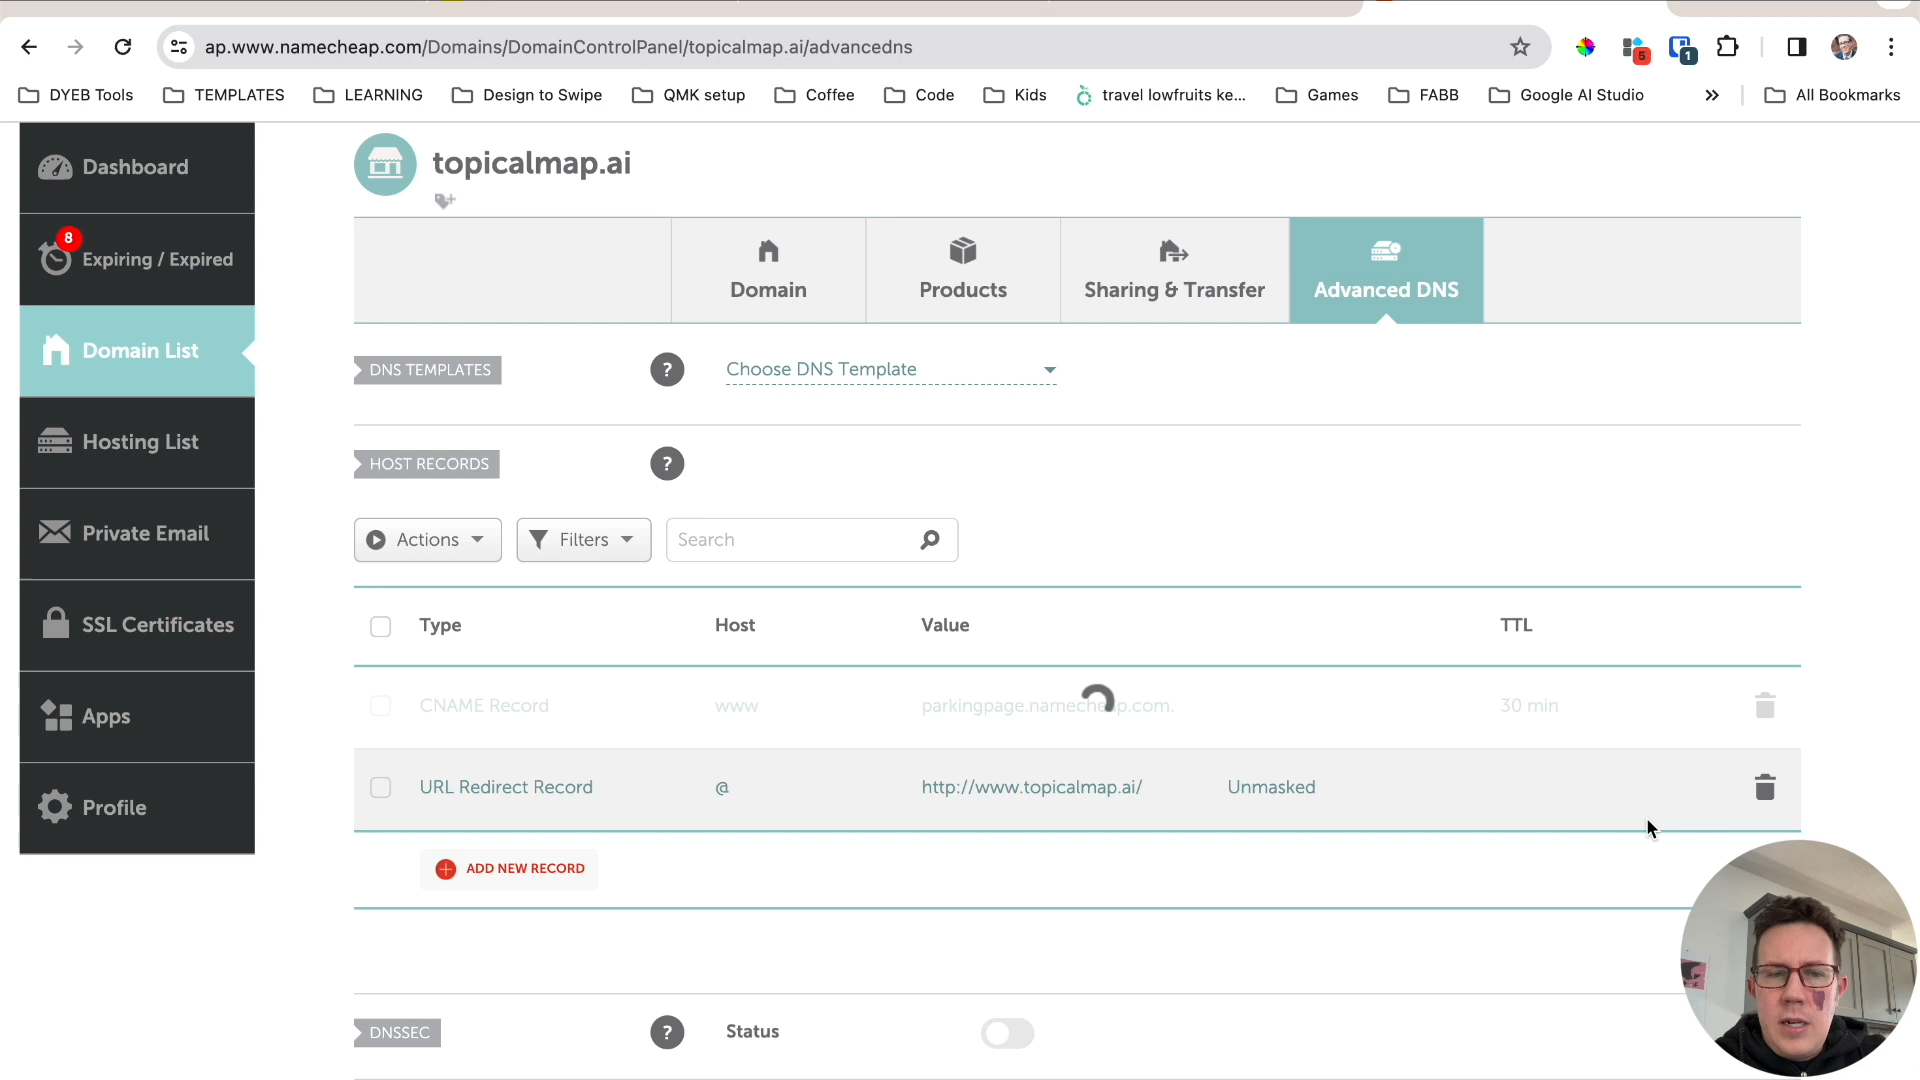 ap.www.namecheap.com/Domains/DomainControlPanel/topicalmap.ai/advanceddns
5
1
DYEB Tools
TEMPLATES
LEARNING
Design to Swipe
QMK setup
Coffee
Code
Kids
travel lowfruits ke...
Games
FABB
Google AI Studio
»
All Bookmarks
Dashboard
8
Expiring / Expired
Domain List
Hosting List
Private Email
SSL Certificates
Apps
Profile
topicalmap.ai
Domain
Products
Sharing & Transfer
Advanced DNS
DNS TEMPLATES
?
Choose DNS Template
HOST RECORDS
?
Actions
Filters
Search
Type Host Value TTL
CNAME Record www parkingpage.namecheap.com. 30 min
URL Redirect Record @ http://www.topicalmap.ai/ Unmasked
ADD NEW RECORD
DNSSEC
?
Status